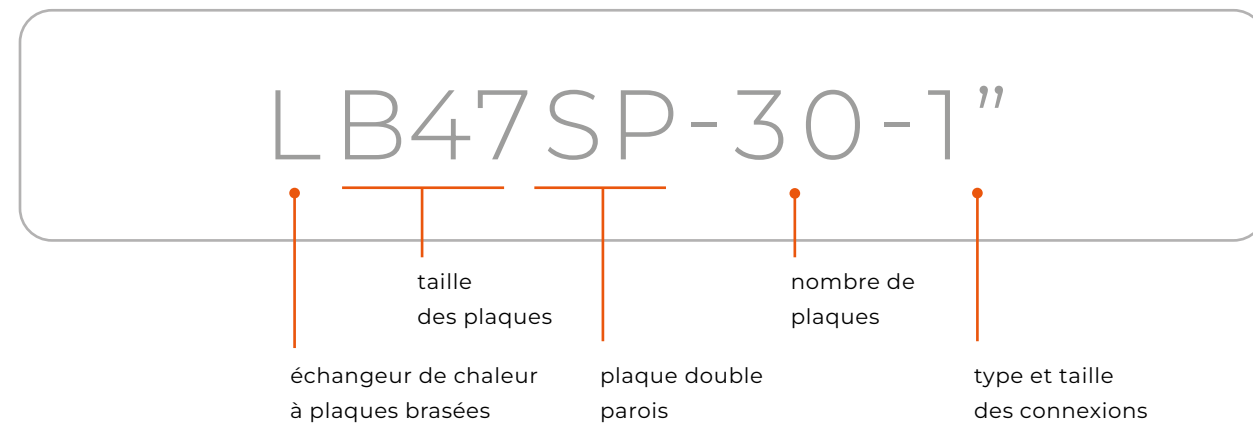 LB47SP-30-1”
taille
des plaques
nombre de
plaques
échangeur de chaleur
à plaques brasées
plaque double
parois
type et taille
des connexions